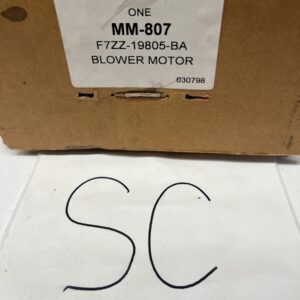 ONE
MM-807
F7ZZ-19805-BA
BLOWER MOTOR
630798
SC